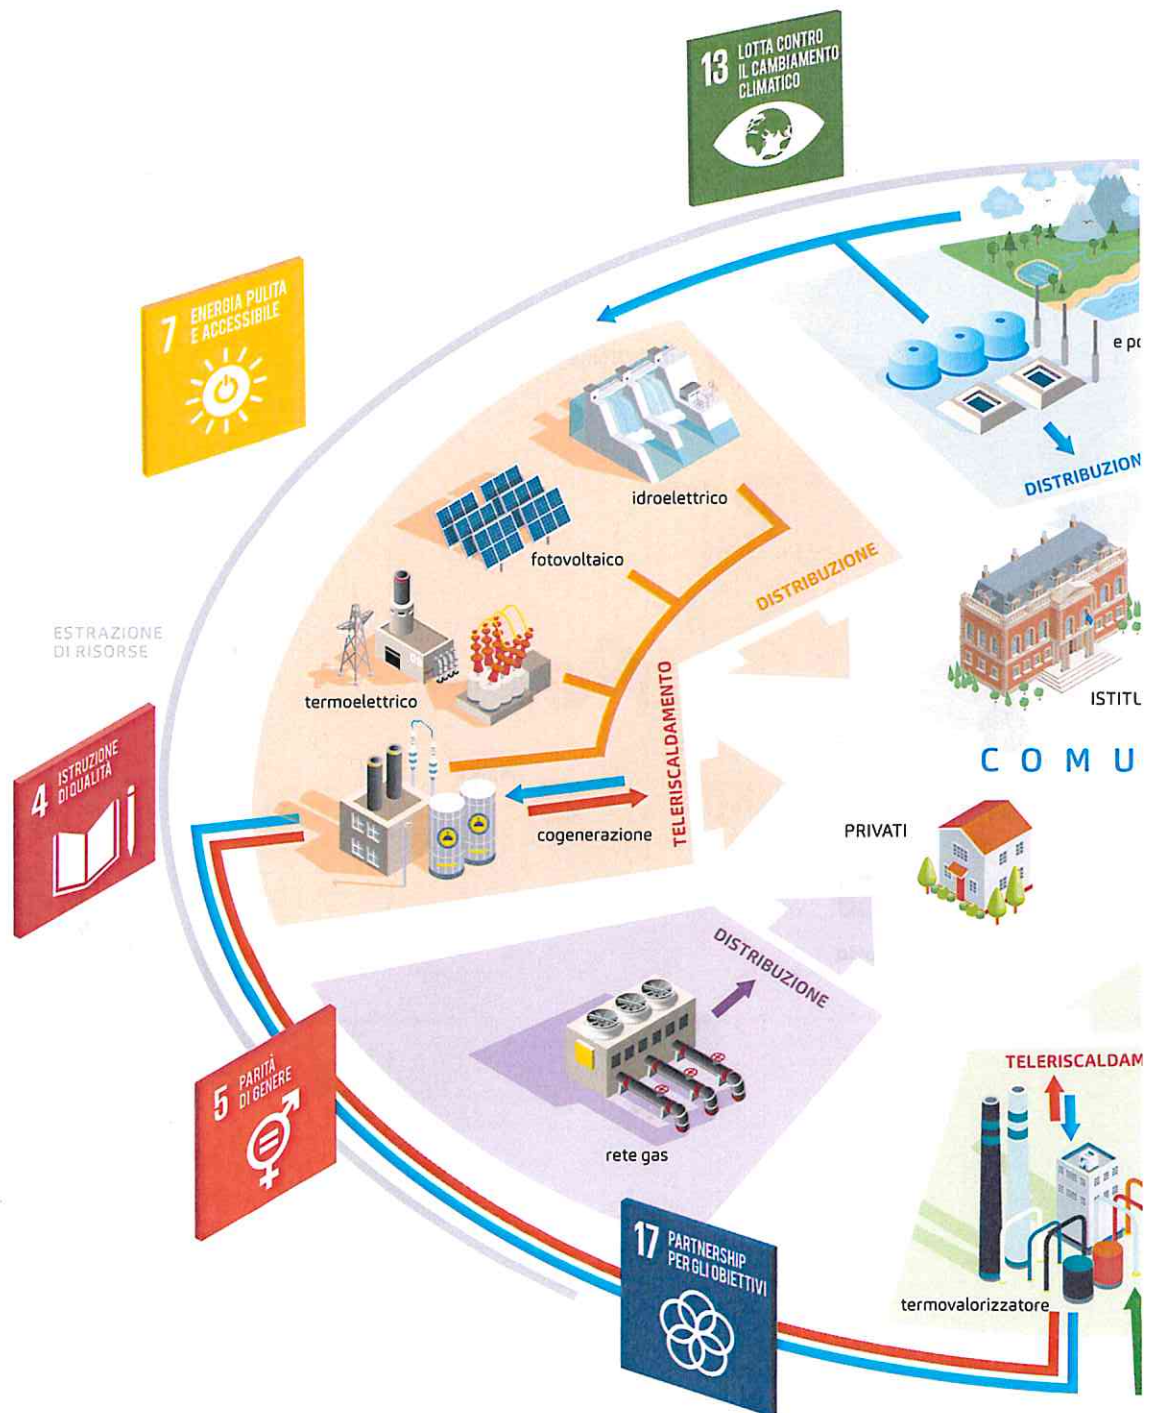 13 LOTTA CONTRO
IL CAMBIAMENTO
CLIMATICO
7 ENERGIA PULITA
E ACCESSIBILE
e po
DISTRIBUZION
idroelettrico
fotovoltaico
DISTRIBUZIONE
ESTRAZIONE
DI RISORSE
termoelettrico
TELERISCALDAMENTO
ISTITU
COMU
4 ISTRUZIONE
DI QUALITÀ
cogenerazione
PRIVATI
DISTRIBUZIONE
5 PARITÀ
DI GENERE
rete gas
TELERISCALDAM
17 PARTNERSHIP
PER GLI OBIETTIVI
termovalorizzatore